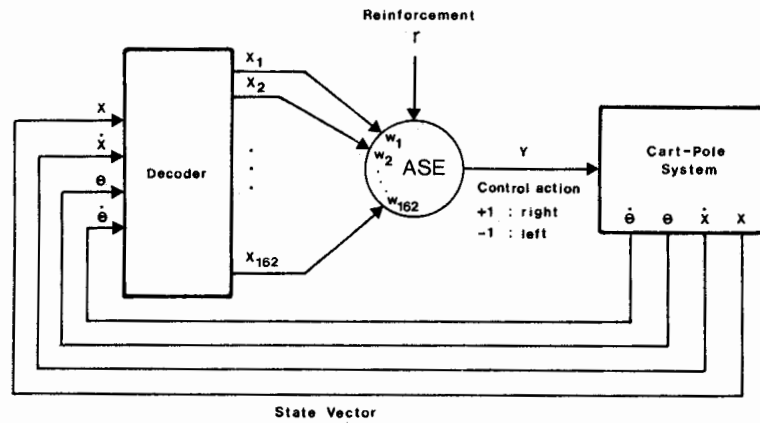 Reinforcement
r
X1
X2
X
Ẋ
θ
θ̇
Decoder
.
.
.
X162
w1
w2
.
.
.
w162
ASE
Y
Control action
+1 : right
-1 : left
Cart-Pole
System
θ̇ θ Ẋ X
State Vector